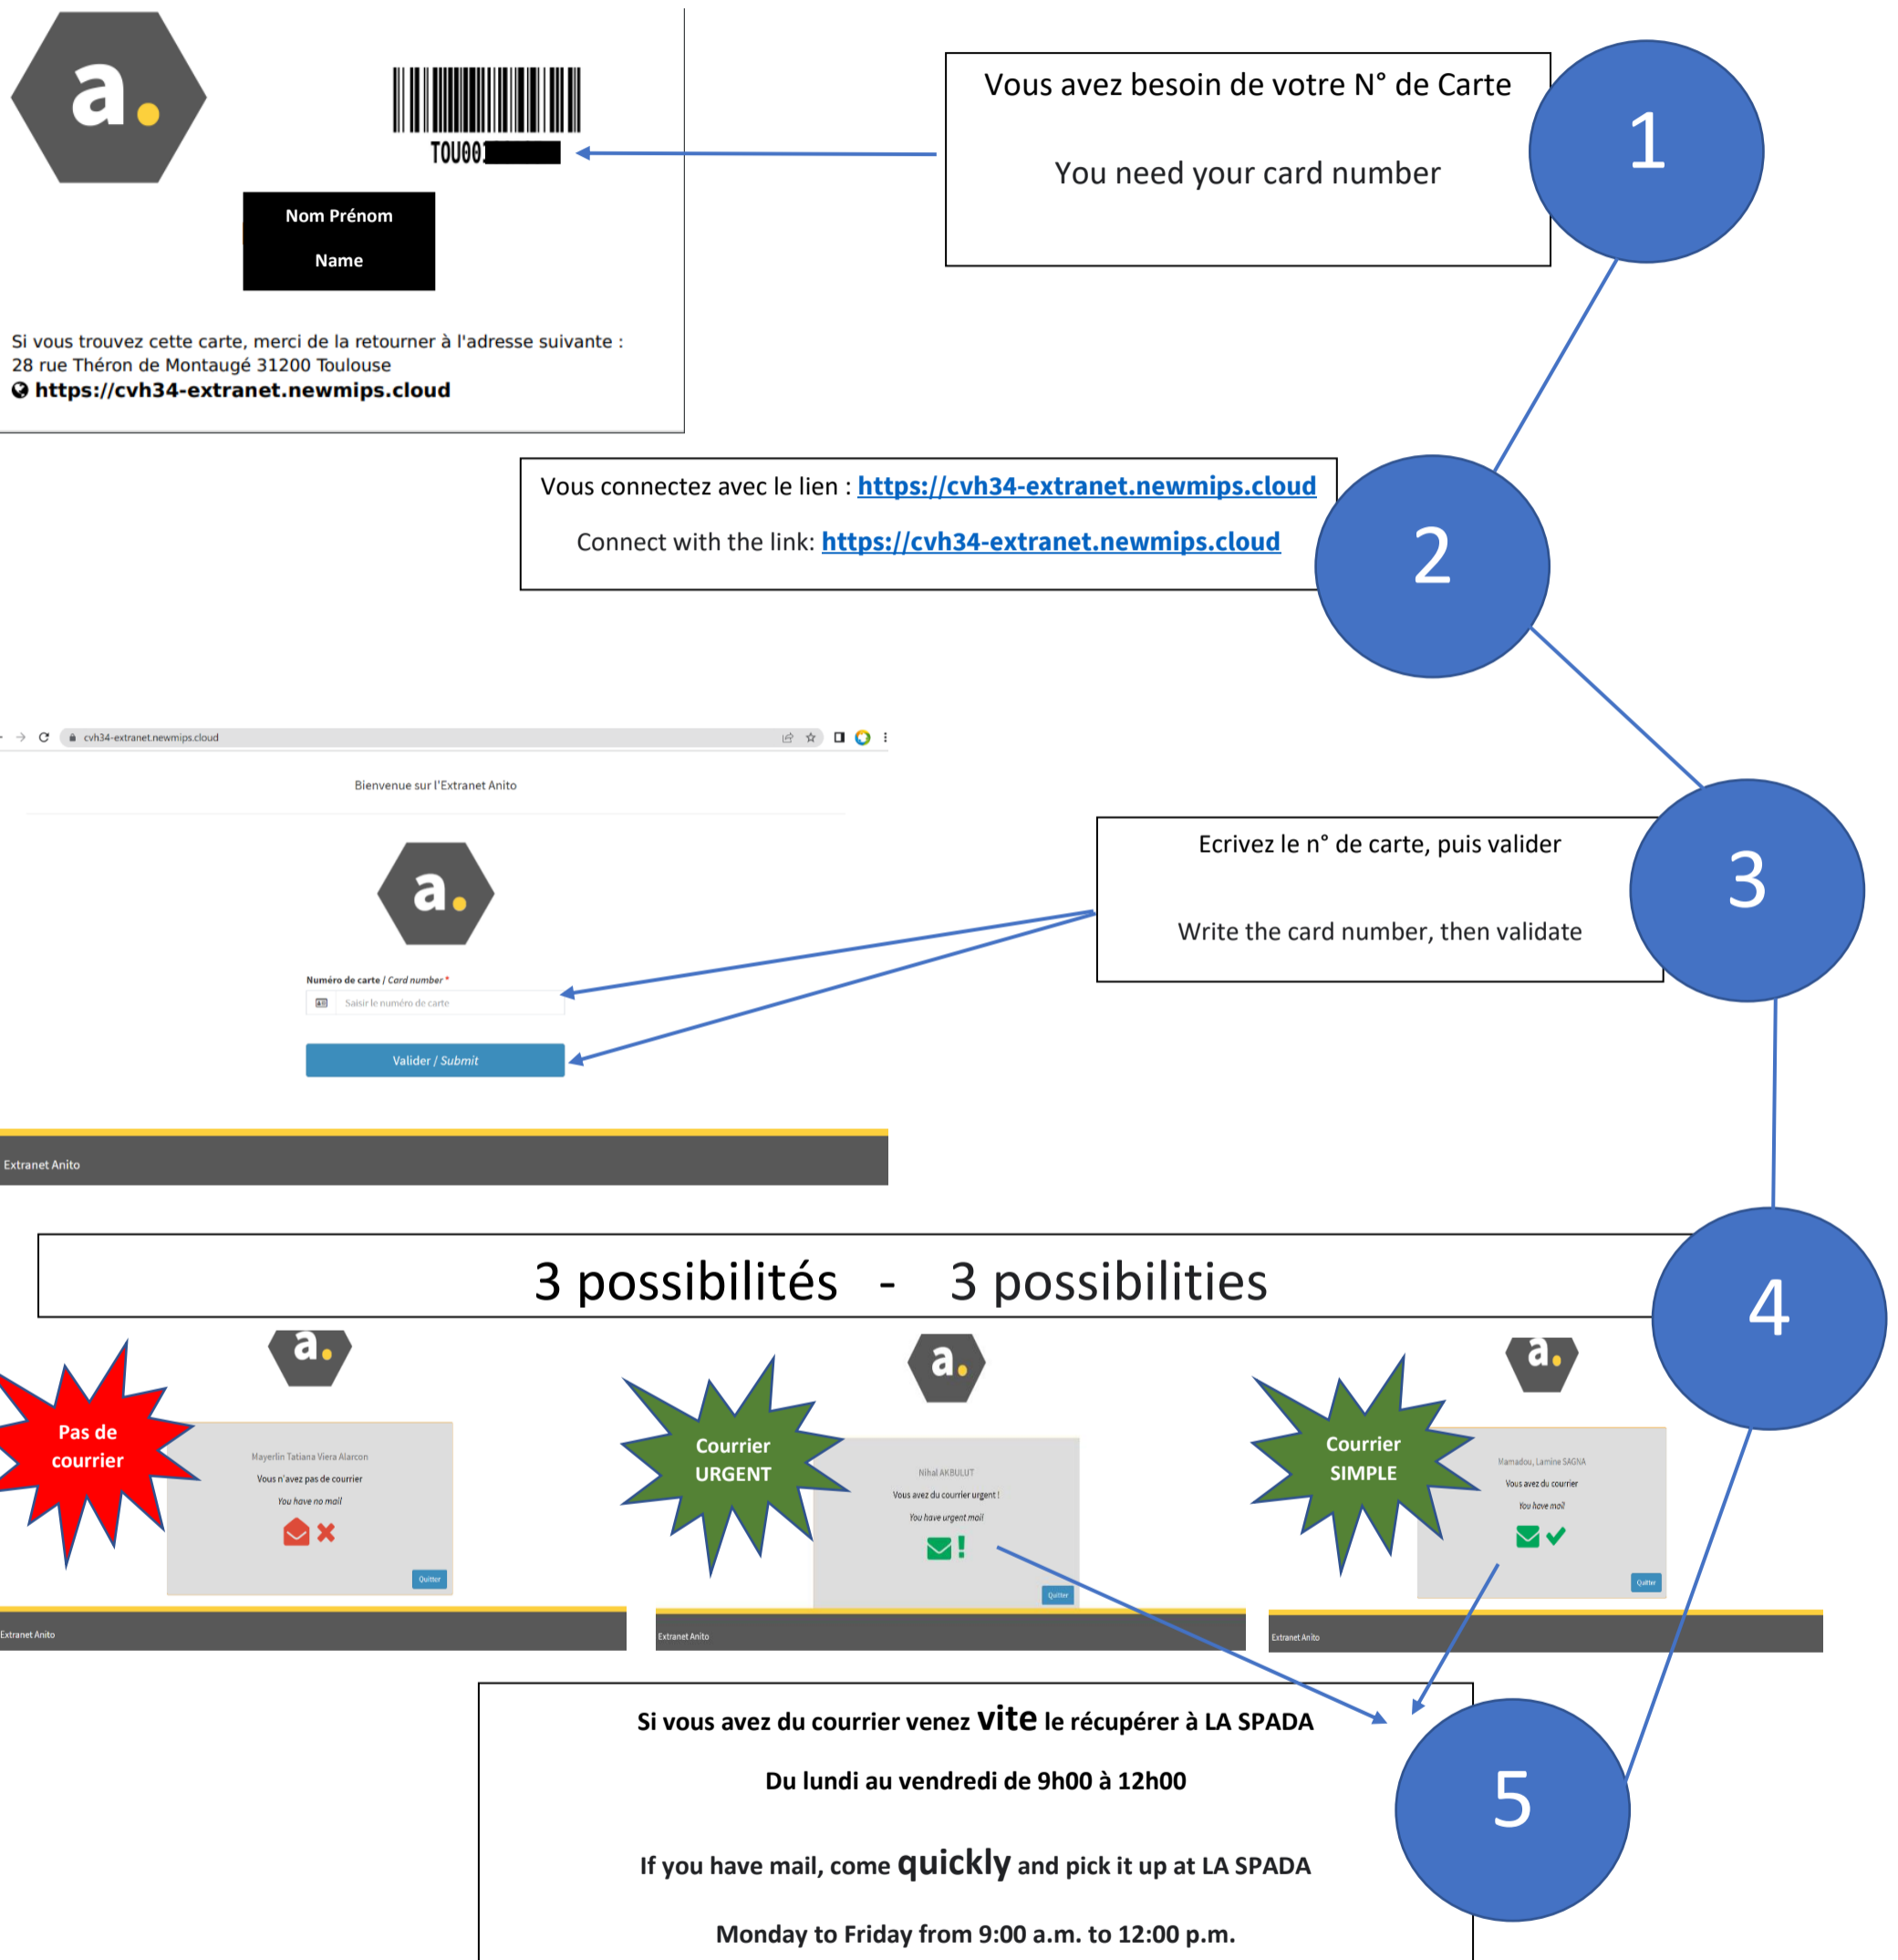 a.
TOU001
Nom Prénom
Name
Si vous trouvez cette carte, merci de la retourner à l'adresse suivante :
28 rue Théron de Montaugé 31200 Toulouse
https://cvh34-extranet.newmips.cloud
Vous avez besoin de votre N° de Carte
You need your card number
1
Vous connectez avec le lien : https://cvh34-extranet.newmips.cloud
Connect with the link: https://cvh34-extranet.newmips.cloud
2
cvh34-extranet.newmips.cloud
Bienvenue sur l'Extranet Anito
a.
Numéro de carte / Card number *
Saisir le numéro de carte
Valider / Submit
Extranet Anito
Ecrivez le n° de carte, puis valider
Write the card number, then validate
3
3 possibilités - 3 possibilities
4
a.
Pas de
courrier
Mayerlin Tatiana Viera Alarcon
Vous n'avez pas de courrier
You have no mail
Quitter
Extranet Anito
a.
Courrier
URGENT
Nihal AKBULUT
Vous avez du courrier urgent !
You have urgent mail
Quitter
Extranet Anito
a.
Courrier
SIMPLE
Mamadou, Lamine SAGNA
Vous avez du courrier
You have mail
Quitter
Extranet Anito
Si vous avez du courrier venez vite le récupérer à LA SPADA
Du lundi au vendredi de 9h00 à 12h00
If you have mail, come quickly and pick it up at LA SPADA
Monday to Friday from 9:00 a.m. to 12:00 p.m.
5